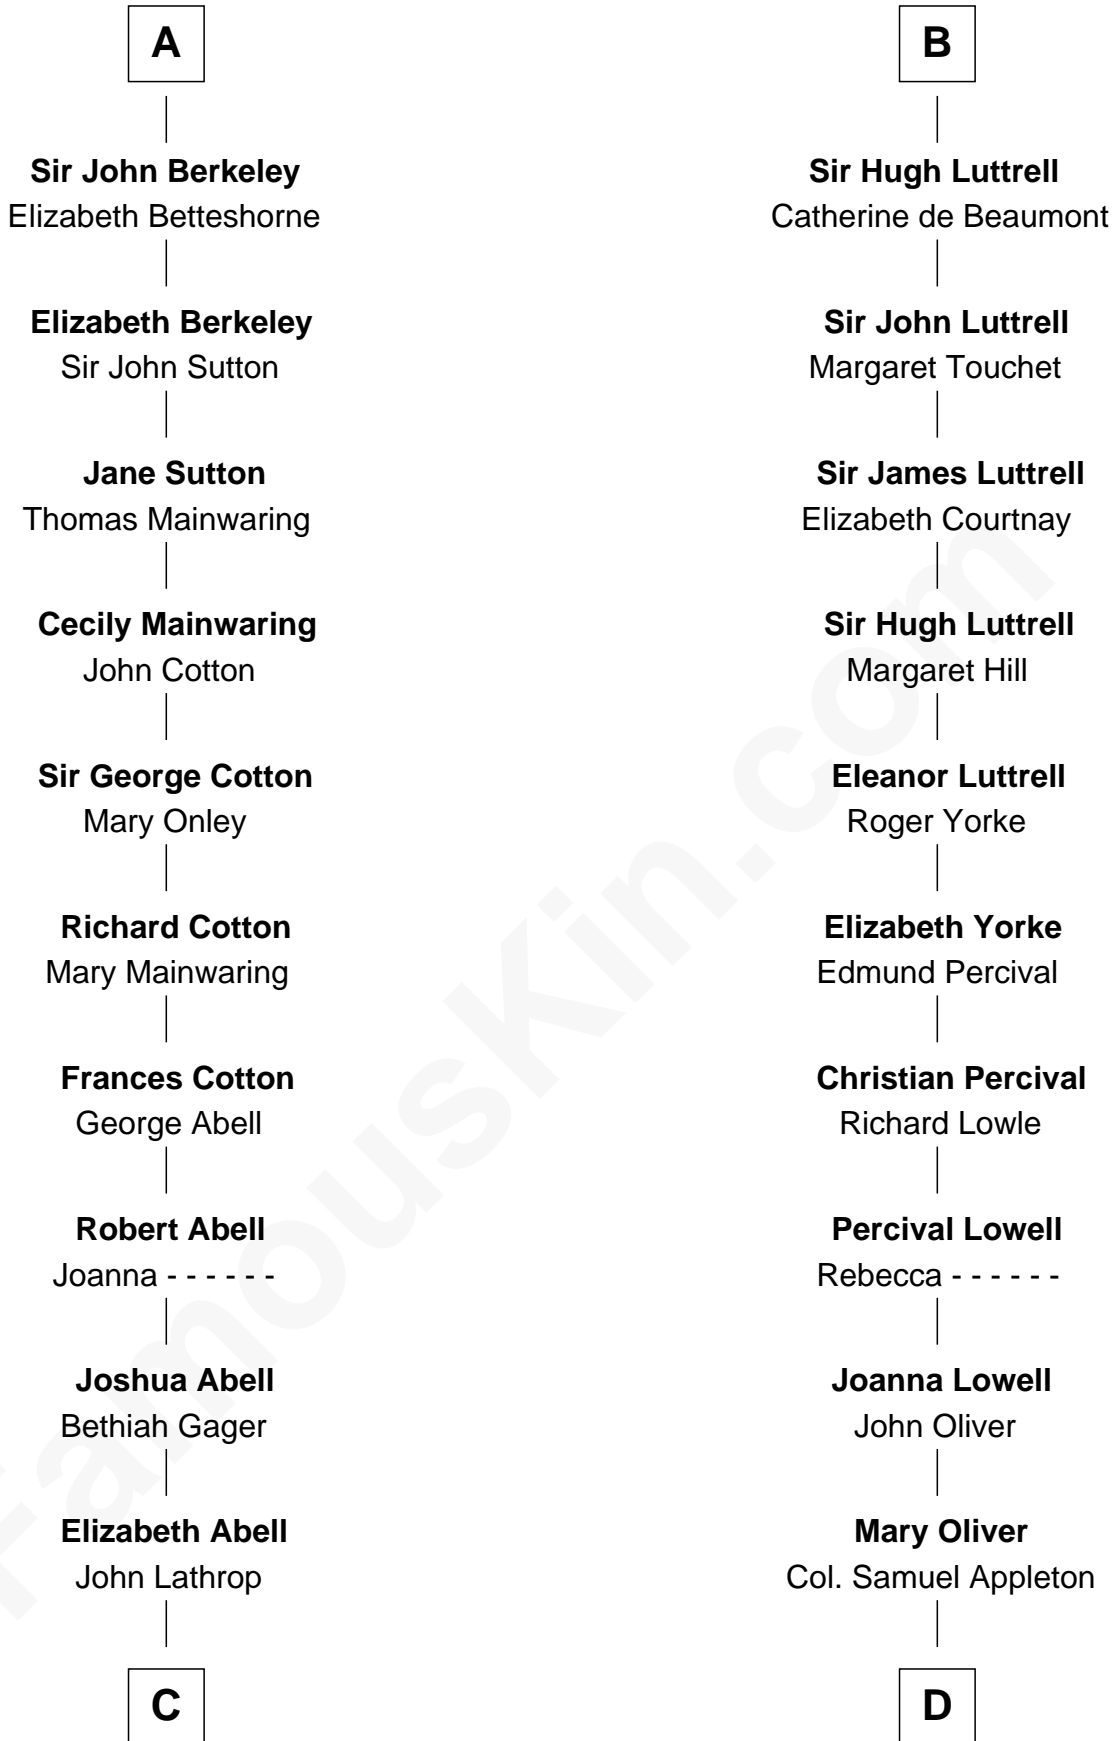 A
Sir John Berkeley
Elizabeth Betteshorne
Elizabeth Berkeley
Sir John Sutton
Jane Sutton
Thomas Mainwaring
Cecily Mainwaring
John Cotton
Sir George Cotton
Mary Onley
Richard Cotton
Mary Mainwaring
Frances Cotton
George Abell
Robert Abell
Joanna - - - - - -
Joshua Abell
Bethiah Gager
Elizabeth Abell
John Lathrop
C
B
Sir Hugh Luttrell
Catherine de Beaumont
Sir John Luttrell
Margaret Touchet
Sir James Luttrell
Elizabeth Courtnay
Sir Hugh Luttrell
Margaret Hill
Eleanor Luttrell
Roger Yorke
Elizabeth Yorke
Edmund Percival
Christian Percival
Richard Lowle
Percival Lowell
Rebecca - - - - - -
Joanna Lowell
John Oliver
Mary Oliver
Col. Samuel Appleton
D
FamousKin.com